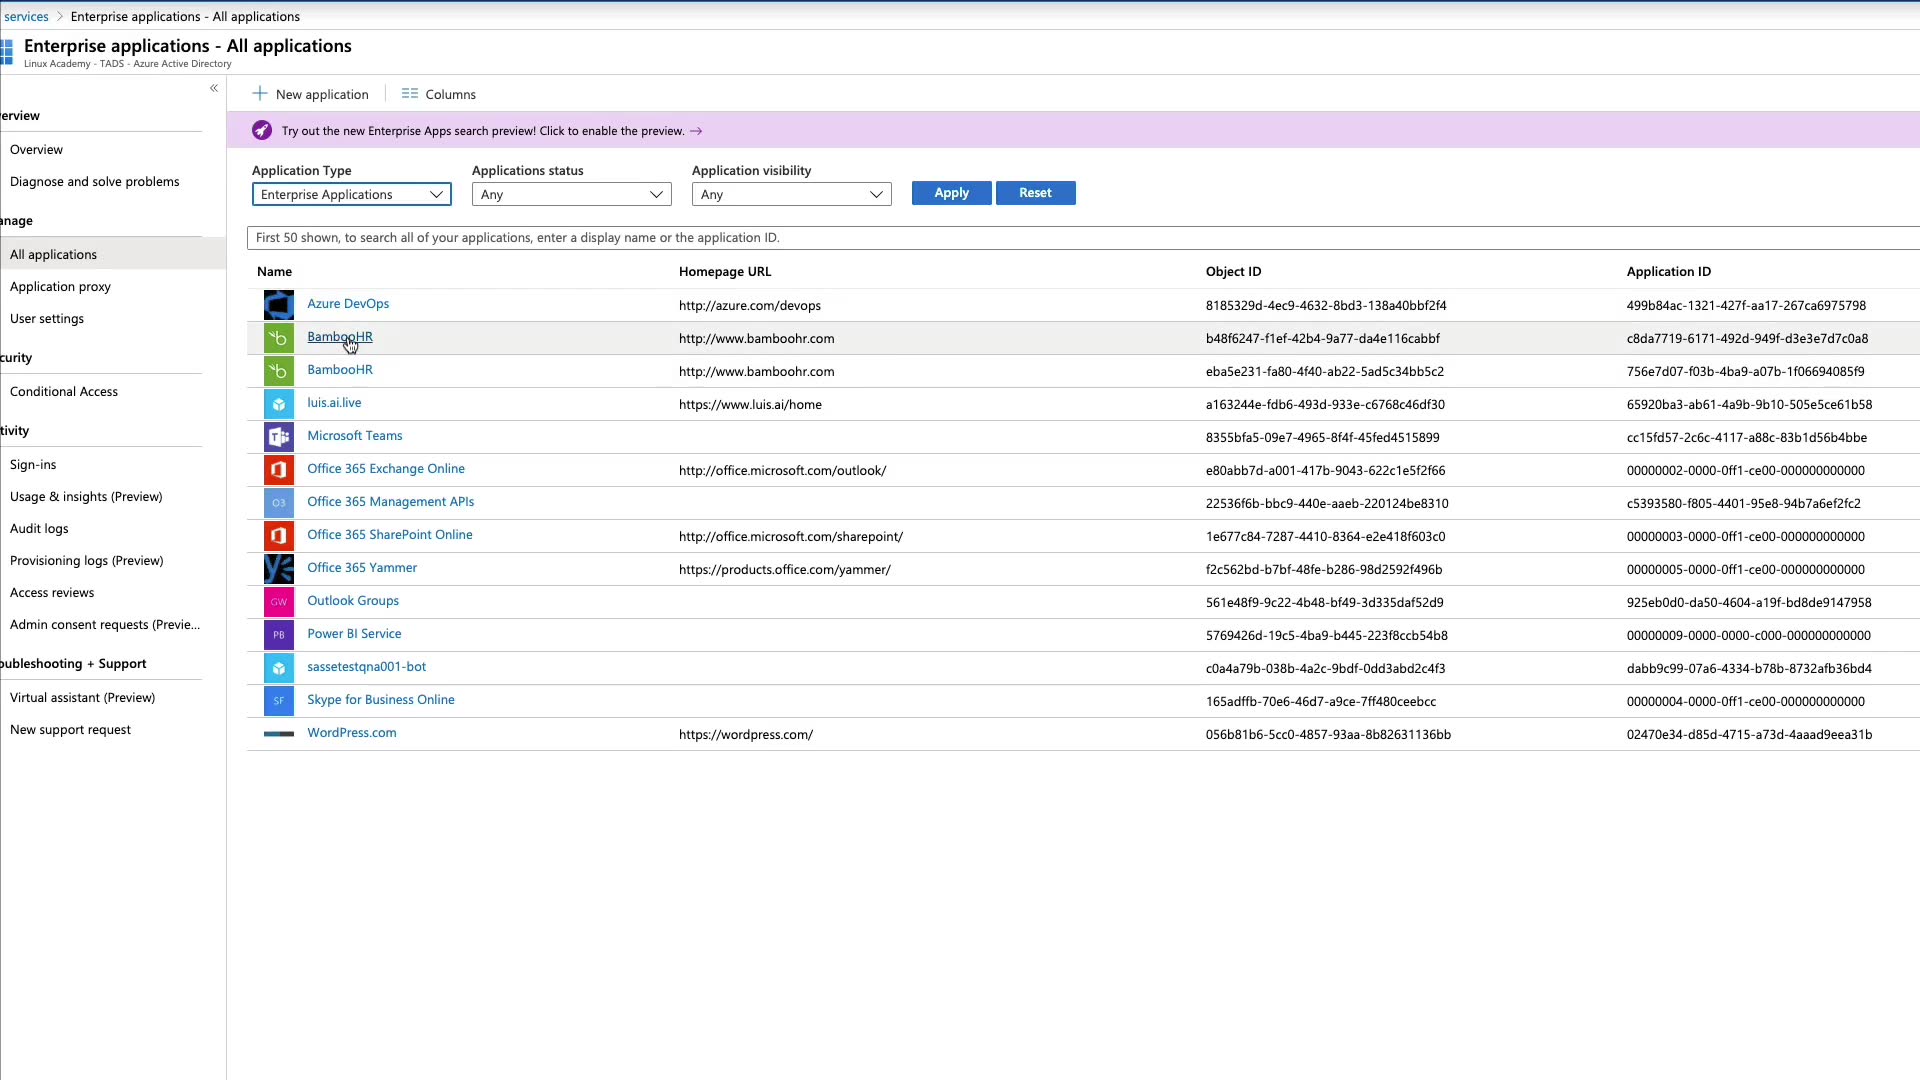 services > Enterprise applications - All applications
Enterprise applications - All applications
Linux Academy - TADS - Azure Active Directory
«
erview
Overview
Diagnose and solve problems
anage
All applications
Application proxy
User settings
curity
Conditional Access
tivity
Sign-ins
Usage & insights (Preview)
Audit logs
Provisioning logs (Preview)
Access reviews
Admin consent requests (Previe...
oubleshooting + Support
Virtual assistant (Preview)
New support request
+ New application Columns
Try out the new Enterprise Apps search preview! Click to enable the preview. →
Application Type Applications status Application visibility
Enterprise Applications Any Any Apply Reset
First 50 shown, to search all of your applications, enter a display name or the application ID.
Name Homepage URL Object ID Application ID
Azure DevOps http://azure.com/devops 8185329d-4ec9-4632-8bd3-138a40bbf2f4 499b84ac-1321-427f-aa17-267ca6975798
b BambooHR http://www.bamboohr.com b48f6247-f1ef-42b4-9a77-da4e116cabbf c8da7719-6171-492d-949f-d3e3e7d7c0a8
b BambooHR http://www.bamboohr.com eba5e231-fa80-4f40-ab22-5ad5c34bb5c2 756e7d07-f03b-4ba9-a07b-1f06694085f9
luis.ai.live https://www.luis.ai/home a163244e-fdb6-493d-933e-c6768c46df30 65920ba3-ab61-4a9b-9b10-505e5ce61b58
T Microsoft Teams 8355bfa5-09e7-4965-8f4f-45fed4515899 cc15fd57-2c6c-4117-a88c-83b1d56b4bbe
Office 365 Exchange Online http://office.microsoft.com/outlook/ e80abb7d-a001-417b-9043-622c1e5f2f66 00000002-0000-0ff1-ce00-000000000000
O3 Office 365 Management APIs 22536f6b-bbc9-440e-aaeb-220124be8310 c5393580-f805-4401-95e8-94b7a6ef2fc2
Office 365 SharePoint Online http://office.microsoft.com/sharepoint/ 1e677c84-7287-4410-8364-e2e418f603c0 00000003-0000-0ff1-ce00-000000000000
Office 365 Yammer https://products.office.com/yammer/ f2c562bd-b7bf-48fe-b286-98d2592f496b 00000005-0000-0ff1-ce00-000000000000
GW Outlook Groups 561e48f9-9c22-4b48-bf49-3d335daf52d9 925eb0d0-da50-4604-a19f-bd8de9147958
PB Power BI Service 5769426d-19c5-4ba9-b445-223f8ccb54b8 00000009-0000-0000-c000-000000000000
sassetestqna001-bot c0a4a79b-038b-4a2c-9bdf-0dd3abd2c4f3 dabb9c99-07a6-4334-b78b-8732afb36bd4
SF Skype for Business Online 165adffb-70e6-46d7-a9ce-7ff480ceebcc 00000004-0000-0ff1-ce00-000000000000
WordPress.com https://wordpress.com/ 056b81b6-5cc0-4857-93aa-8b82631136bb 02470e34-d85d-4715-a73d-4aaad9eea31b